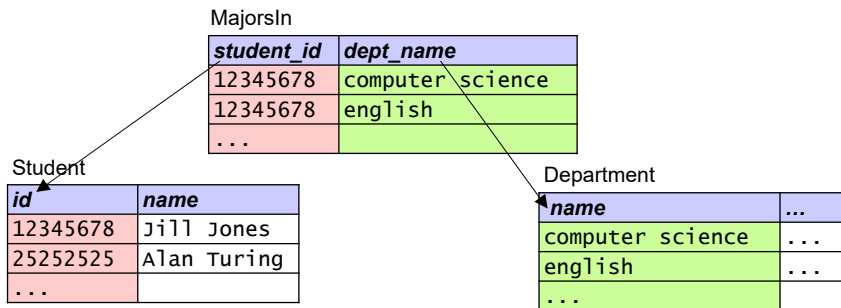 MajorsIn
student_id dept_name
12345678 computer science
12345678 english
...
Student
id name
12345678 Jill Jones
25252525 Alan Turing
...
Department
name ...
computer science ...
english ...
...